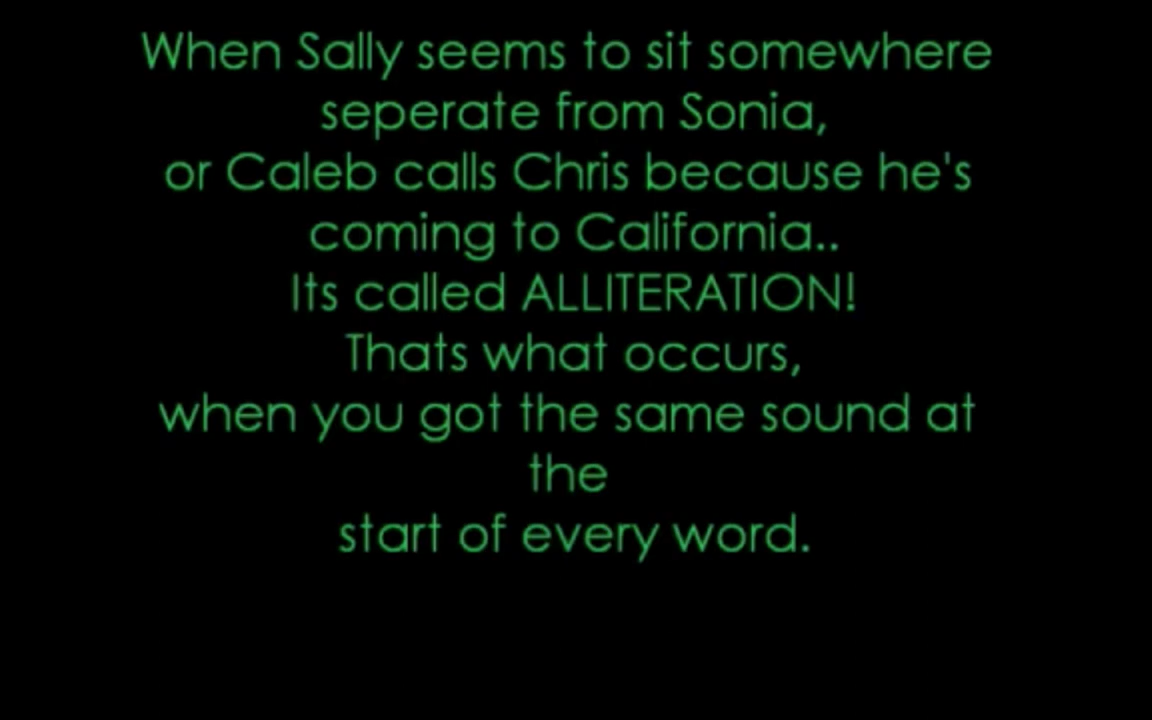 When Sally seems to sit somewhere
seperate from Sonia,
or Caleb calls Chris because he's
coming to California..
Its called ALLITERATION!
Thats what occurs,
when you got the same sound at
the
start of every word.